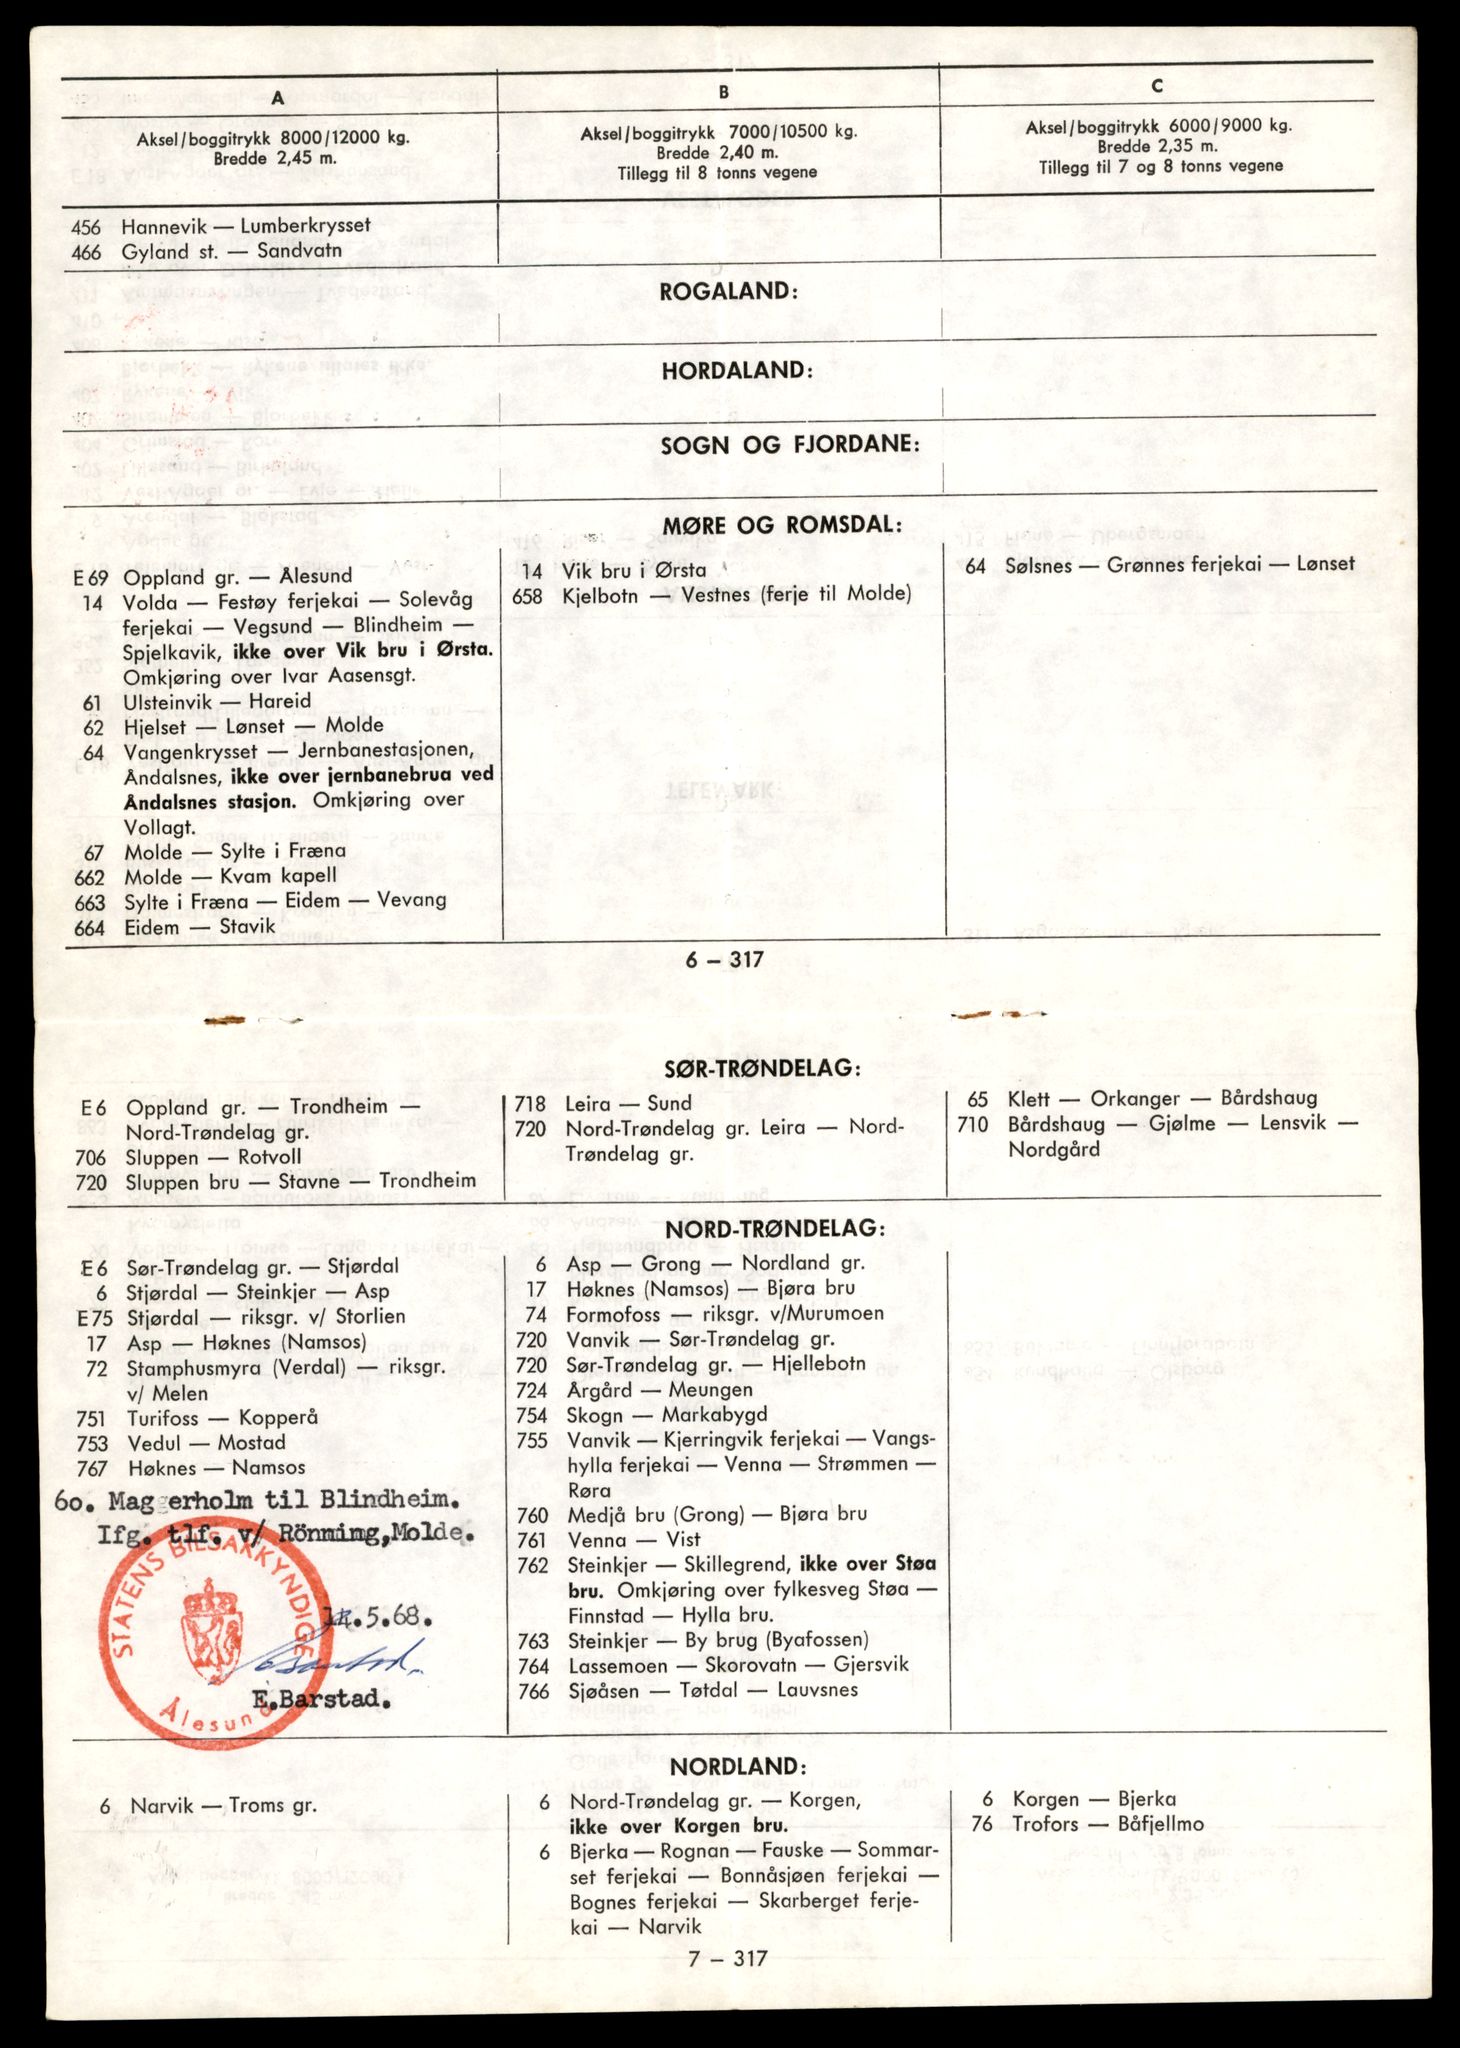 A
Aksel/boggitrykk 8000/12000 kg.
Bredde 2,45 m.
B
Aksel/boggitrykk 7000/10500 kg.
Bredde 2,40 m.
Tillegg til 8 tonns vegene
C
Aksel/boggitrykk 6000/9000 kg.
Bredde 2,35 m.
Tillegg til 7 og 8 tonns vegene
456 Hannevik — Lumberkrysset
466 Gyland st. — Sandvatn
ROGALAND:
HORDALAND:
SOGN OG FJORDANE:
MØRE OG ROMSDAL:
E 69 Oppland gr. — Ålesund
14 Volda — Festøy ferjekai — Solevåg
ferjekai — Vegsund — Blindheim —
Spjelkavik, ikke over Vik bru i Ørsta.
Omkjøring over Ivar Aasensgt.
61 Ulsteinvik — Hareid
62 Hjelset — Lønset — Molde
64 Vangenkrysset — Jernbanestasjonen,
Åndalsnes, ikke over jernbanebrua ved
Åndalsnes stasjon. Omkjøring over
Vollagt.
67 Molde — Sylte i Fræna
662 Molde — Kvam kapell
663 Sylte i Fræna — Eidem — Vevang
664 Eidem — Stavik
14 Vik bru i Ørsta
658 Kjelbotn — Vestnes (ferje til Molde)
64 Sølsnes — Grønnes ferjekai — Lønset
6 – 317
SØR-TRØNDELAG:
E 6 Oppland gr. — Trondheim —
Nord-Trøndelag gr.
706 Sluppen — Rotvoll
720 Sluppen bru — Stavne — Trondheim
718 Leira — Sund
720 Nord-Trøndelag gr. Leira — Nord-
Trøndelag gr.
65 Klett — Orkanger — Bårdshaug
710 Bårdshaug — Gjølme — Lensvik —
Nordgård
NORD-TRØNDELAG:
E 6 Sør-Trøndelag gr. — Stjørdal
6 Stjørdal — Steinkjer — Asp
E 75 Stjørdal — riksgr. v/ Storlien
17 Asp — Høknes (Namsos)
72 Stamphusmyra (Verdal) — riksgr.
v/ Melen
751 Turifoss — Kopperå
753 Vedul — Mostad
767 Høknes — Namsos
60. Magerholm til Blindheim.
Ifg. tlf. v/ Rönning, Molde.
STATENS BILSAKKYNDIGE
.5.68.
E.Barstad.
Ålesund
6 Asp — Grong — Nordland gr.
17 Høknes (Namsos) — Bjøra bru
74 Formofoss — riksgr. v/Murumoen
720 Vanvik — Sør-Trøndelag gr.
720 Sør-Trøndelag gr. — Hjellebotn
724 Årgård — Meungen
754 Skogn — Markabygd
755 Vanvik — Kjerringvik ferjekai — Vangs-
hylla ferjekai — Venna — Strømmen —
Røra
760 Medjå bru (Grong) — Bjøra bru
761 Venna — Vist
762 Steinkjer — Skillegrend, ikke over Støa
bru. Omkjøring over fylkesveg Støa —
Finnstad — Hylla bru.
763 Steinkjer — By brug (Byafossen)
764 Lassemoen — Skorovatn — Gjersvik
766 Sjøåsen — Tøtdal — Lauvsnes
NORDLAND:
6 Narvik — Troms gr.
6 Nord-Trøndelag gr. — Korgen,
ikke over Korgen bru.
6 Bjerka — Rognan — Fauske — Sommar-
set ferjekai — Bonnåsjøen ferjekai —
Bognes ferjekai — Skarberget ferje-
kai — Narvik
6 Korgen — Bjerka
76 Trofors — Båfjellmo
7 – 317